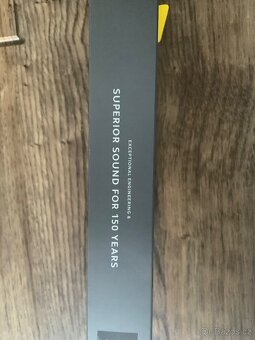 EXCEPTIONAL ENGINEERING &
SUPERIOR SOUND FOR 150 YEARS